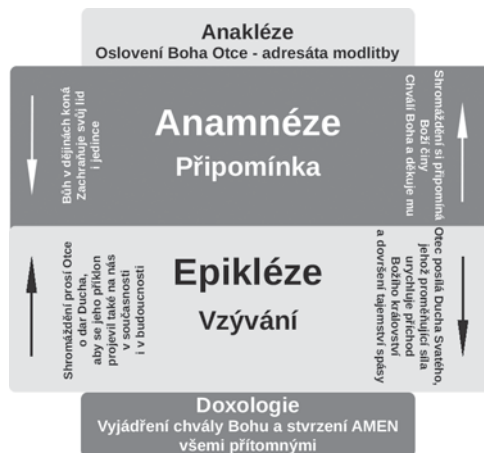 Anakléze
Oslovení Boha Otce - adresáta modlitby
Bůh v dějinách koná
Zachraňuje svůj lid
i jedince
Anamnéze
Připomínka
Shromáždění si připomíná
Boží činy
Chválí Boha a děkuje mu
Shromáždění prosí Otce
o dar Ducha,
aby se jeho příklon
projevil také na nás
v současnosti
i v budoucnosti
Epikléze
Vzývání
Otec posílá Ducha Svatého,
jehož proměňující síla
urychluje příchod
Božího království
a dovršení tajemství spásy
Doxologie
Vyjádření chvály Bohu a stvrzení AMEN
všemi přítomnými